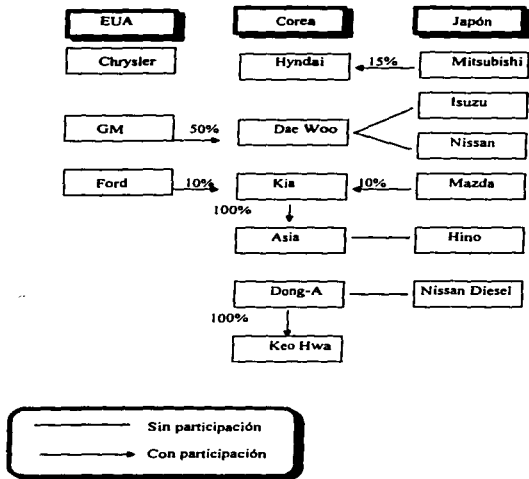 EUA Corea Japón
Chrysler Hyndai 15% Mitsubishi
Isuzu
GM 50% Dae Woo
Nissan
Ford 10% Kia 10% Mazda
100%
Asia Hino
Dong-A Nissan Diesel
100%
Keo Hwa
Sin participación
Con participación